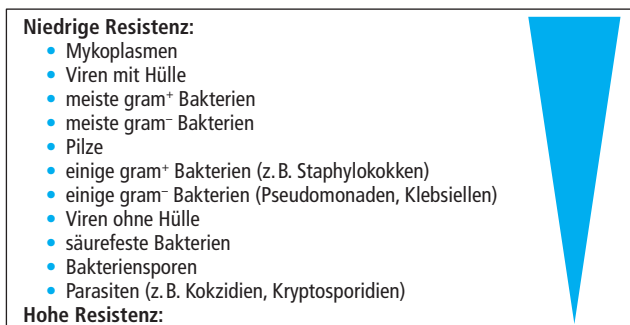 Niedrige Resistenz:
• Mykoplasmen
• Viren mit Hülle
• meiste gram⁺ Bakterien
• meiste gram⁻ Bakterien
• Pilze
• einige gram⁺ Bakterien (z. B. Staphylokokken)
• einige gram⁻ Bakterien (Pseudomonaden, Klebsiellen)
• Viren ohne Hülle
• säurefeste Bakterien
• Bakteriensporen
• Parasiten (z. B. Kokzidien, Kryptosporidien)
Hohe Resistenz: